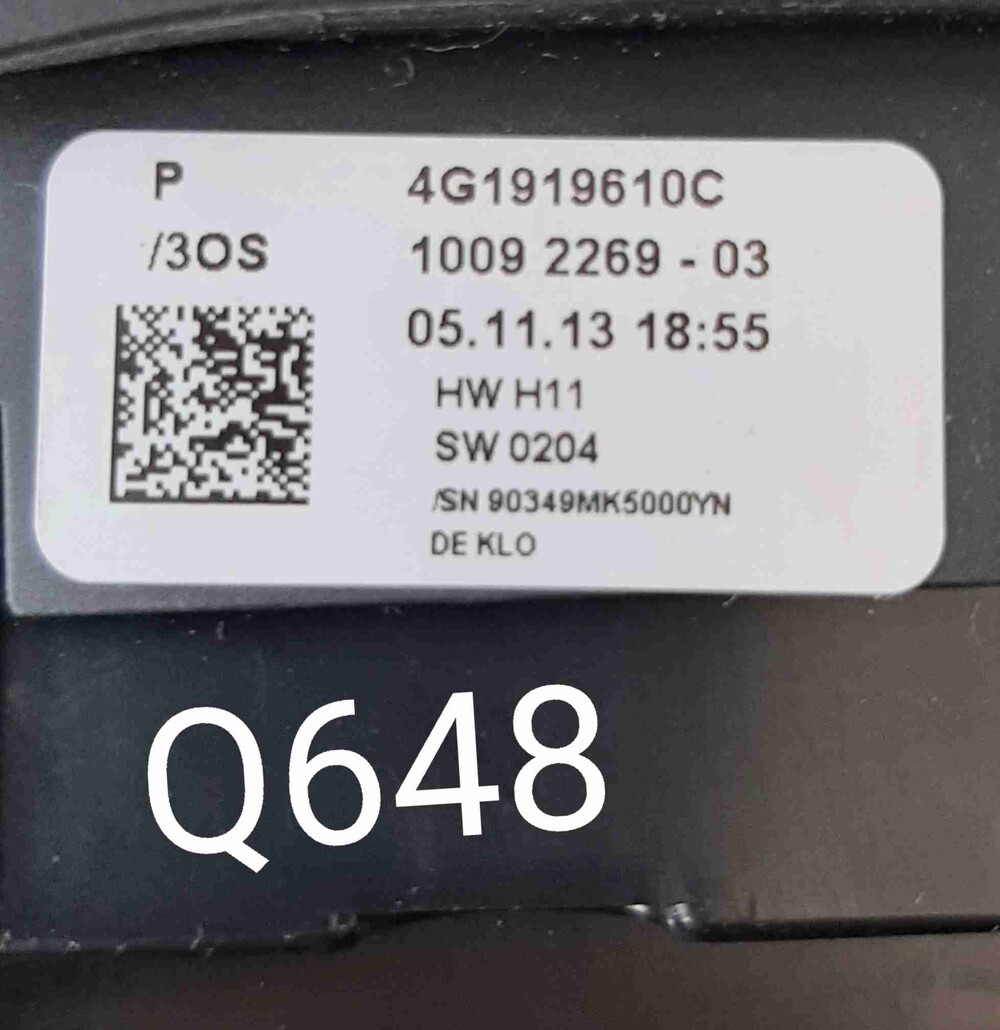 P 4G1919610C
/3OS 1009 2269 - 03
05.11.13 18:55
HW H11
SW 0204
/SN 90349MK5000YN
DE KLO
Q648